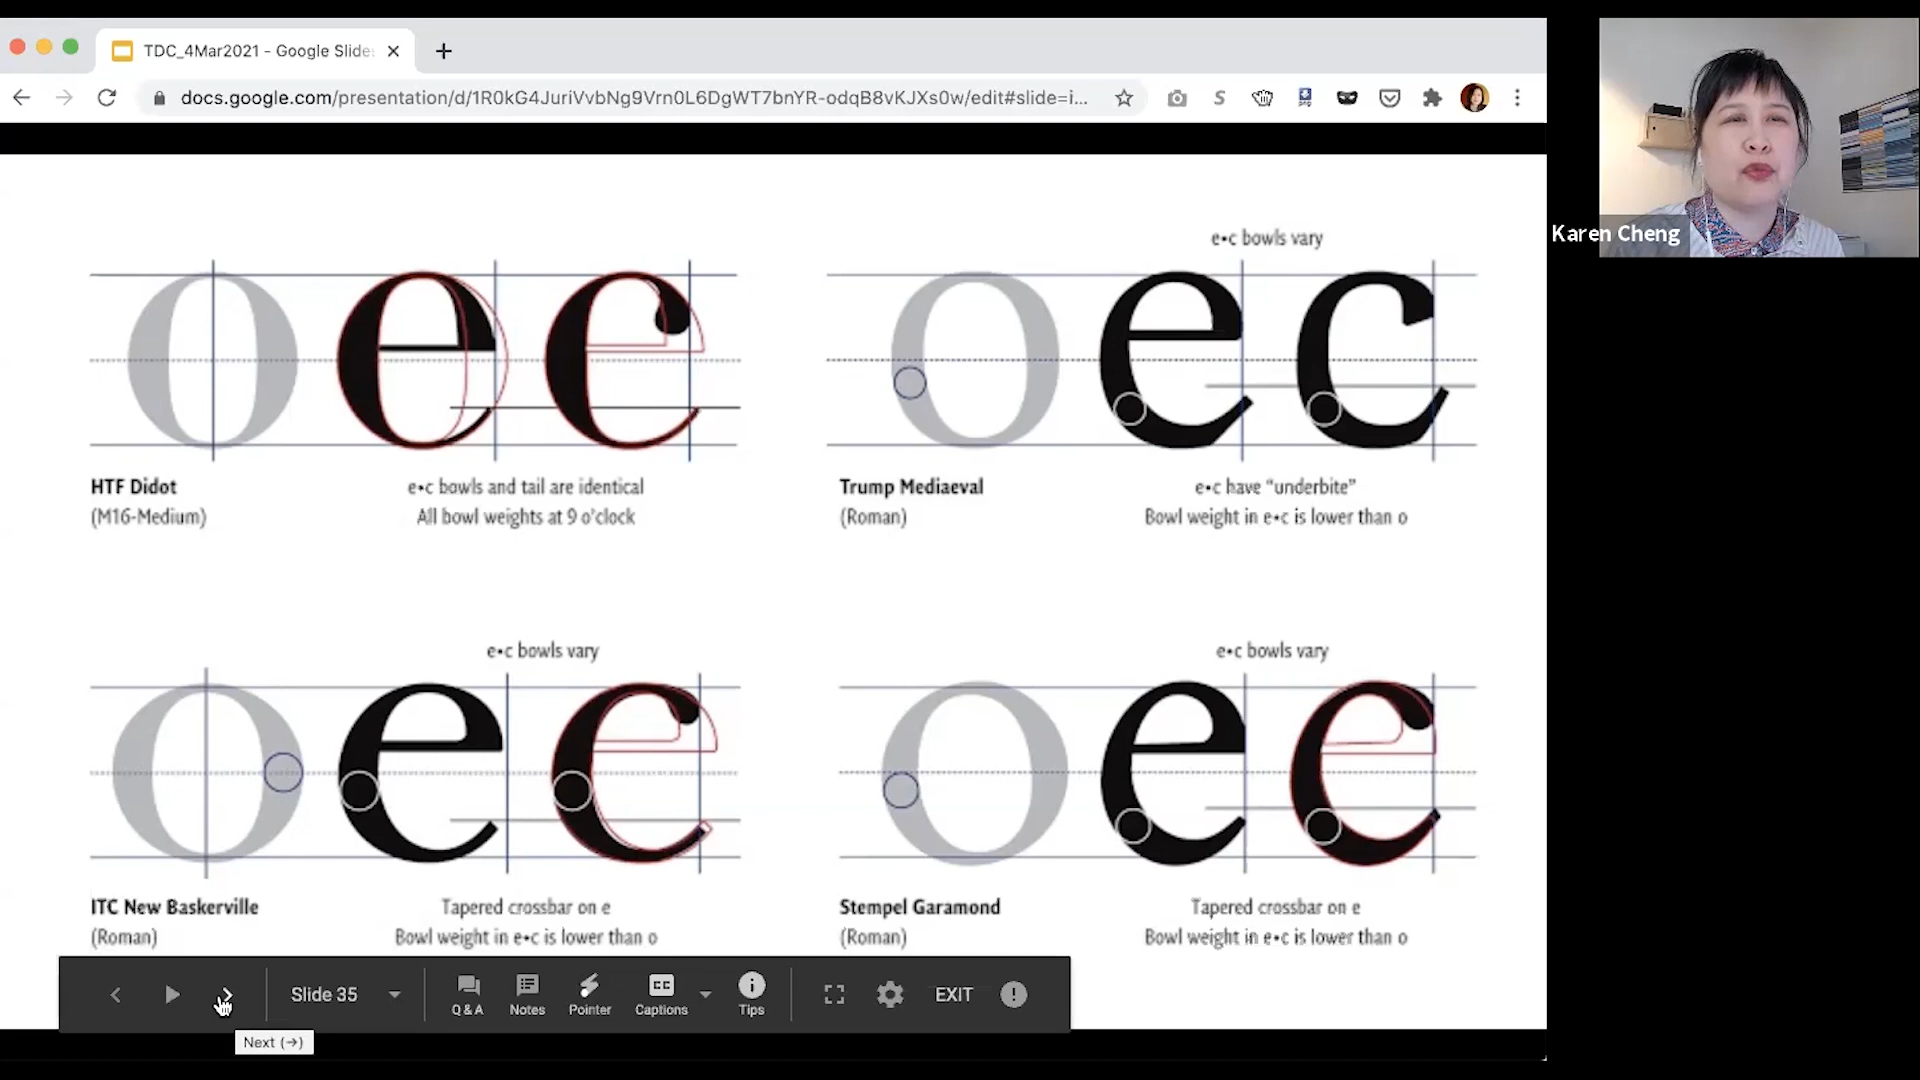 TDC_4Mar2021 - Google Slide
docs.google.com/presentation/d/1R0kG4JuriVvbNg9Vrn0L6DgWT7bnYR-odqB8vKJXs0w/edit#slide=i...
Karen Cheng
o e c
HTF Didot
(M16-Medium)
e•c bowls and tail are identical
All bowl weights at 9 o'clock
e•c bowls vary
o e c
Trump Mediaeval
(Roman)
e•c have “underbite”
Bowl weight in e•c is lower than o
e•c bowls vary
o e c
ITC New Baskerville
(Roman)
Tapered crossbar on e
Bowl weight in e•c is lower than o
e•c bowls vary
o e c
Stempel Garamond
(Roman)
Tapered crossbar on e
Bowl weight in e•c is lower than o
Slide 35
Q & A
Notes
Pointer
CC
Captions
Tips
EXIT
Next (→)